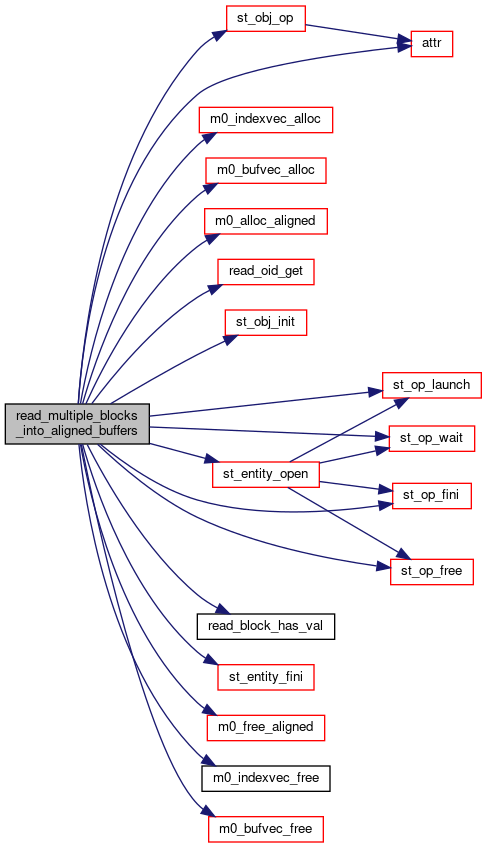 st_obj_op
attr
m0_indexvec_alloc
m0_bufvec_alloc
m0_alloc_aligned
read_oid_get
st_obj_init
st_op_launch
read_multiple_blocks
_into_aligned_buffers
st_op_wait
st_entity_open
st_op_fini
st_op_free
read_block_has_val
st_entity_fini
m0_free_aligned
m0_indexvec_free
m0_bufvec_free